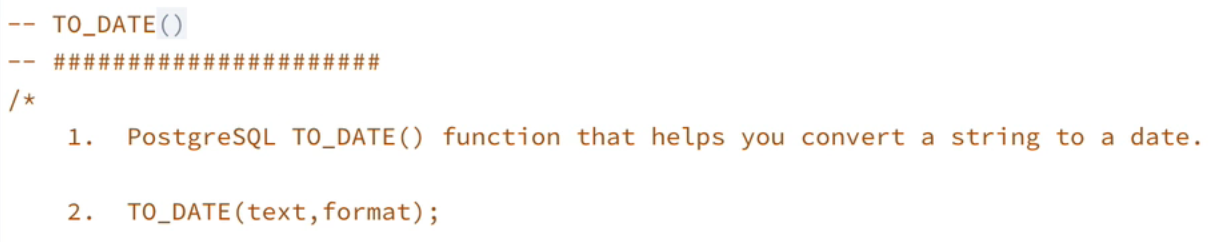 -- TO_DATE()
-- ######################
/*
1. PostgreSQL TO_DATE() function that helps you convert a string to a date.
2. TO_DATE(text,format);